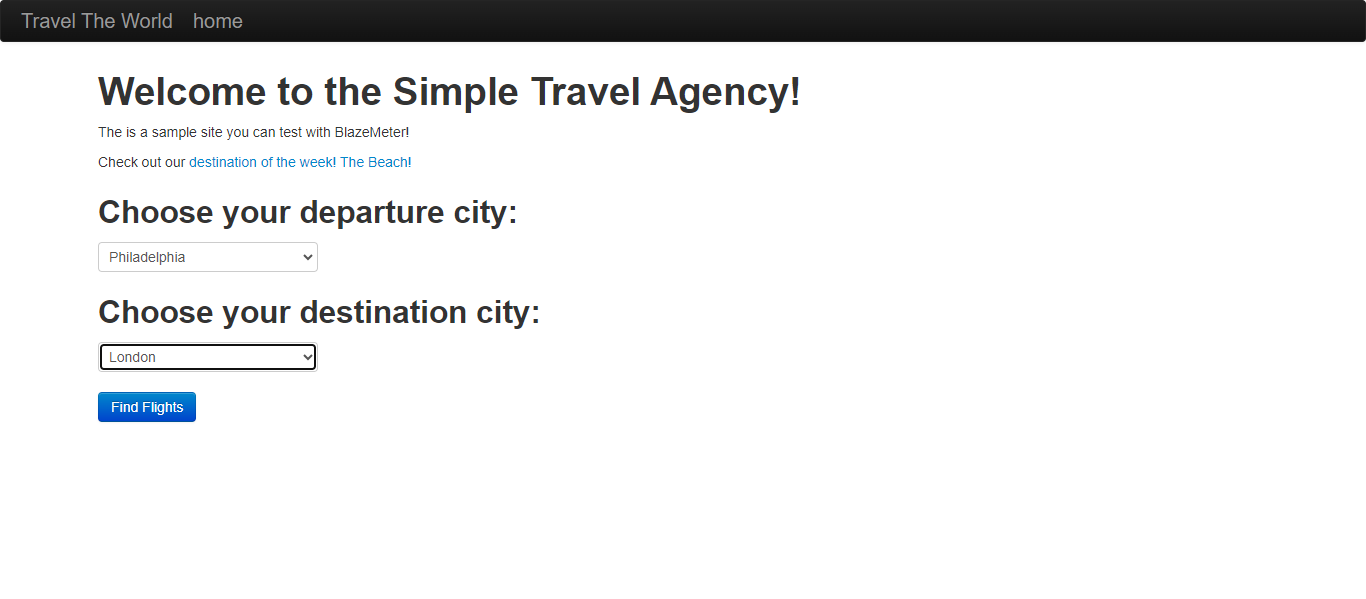 Travel The World home
Welcome to the Simple Travel Agency!
The is a sample site you can test with BlazeMeter!
Check out our destination of the week! The Beach!
Choose your departure city:
Philadelphia
Choose your destination city:
London
Find Flights